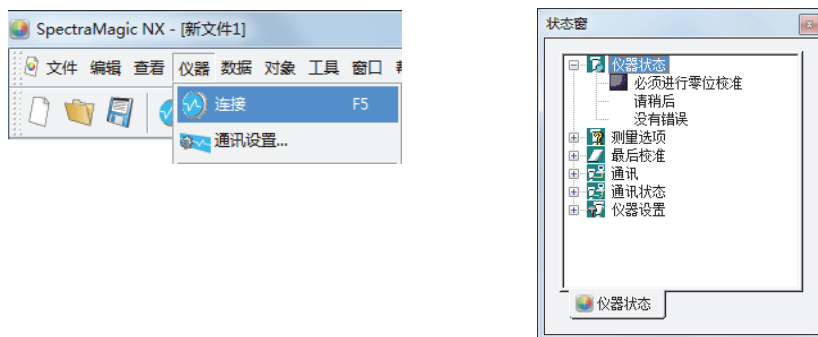 SpectraMagic NX - [新文件1]
文件 编辑 查看 仪器 数据 对象 工具 窗口
连接 F5
通讯设置...
状态窗
仪器状态
必须进行零位校准
请稍后
没有错误
测量选项
最后校准
通讯
通讯状态
仪器设置
仪器状态